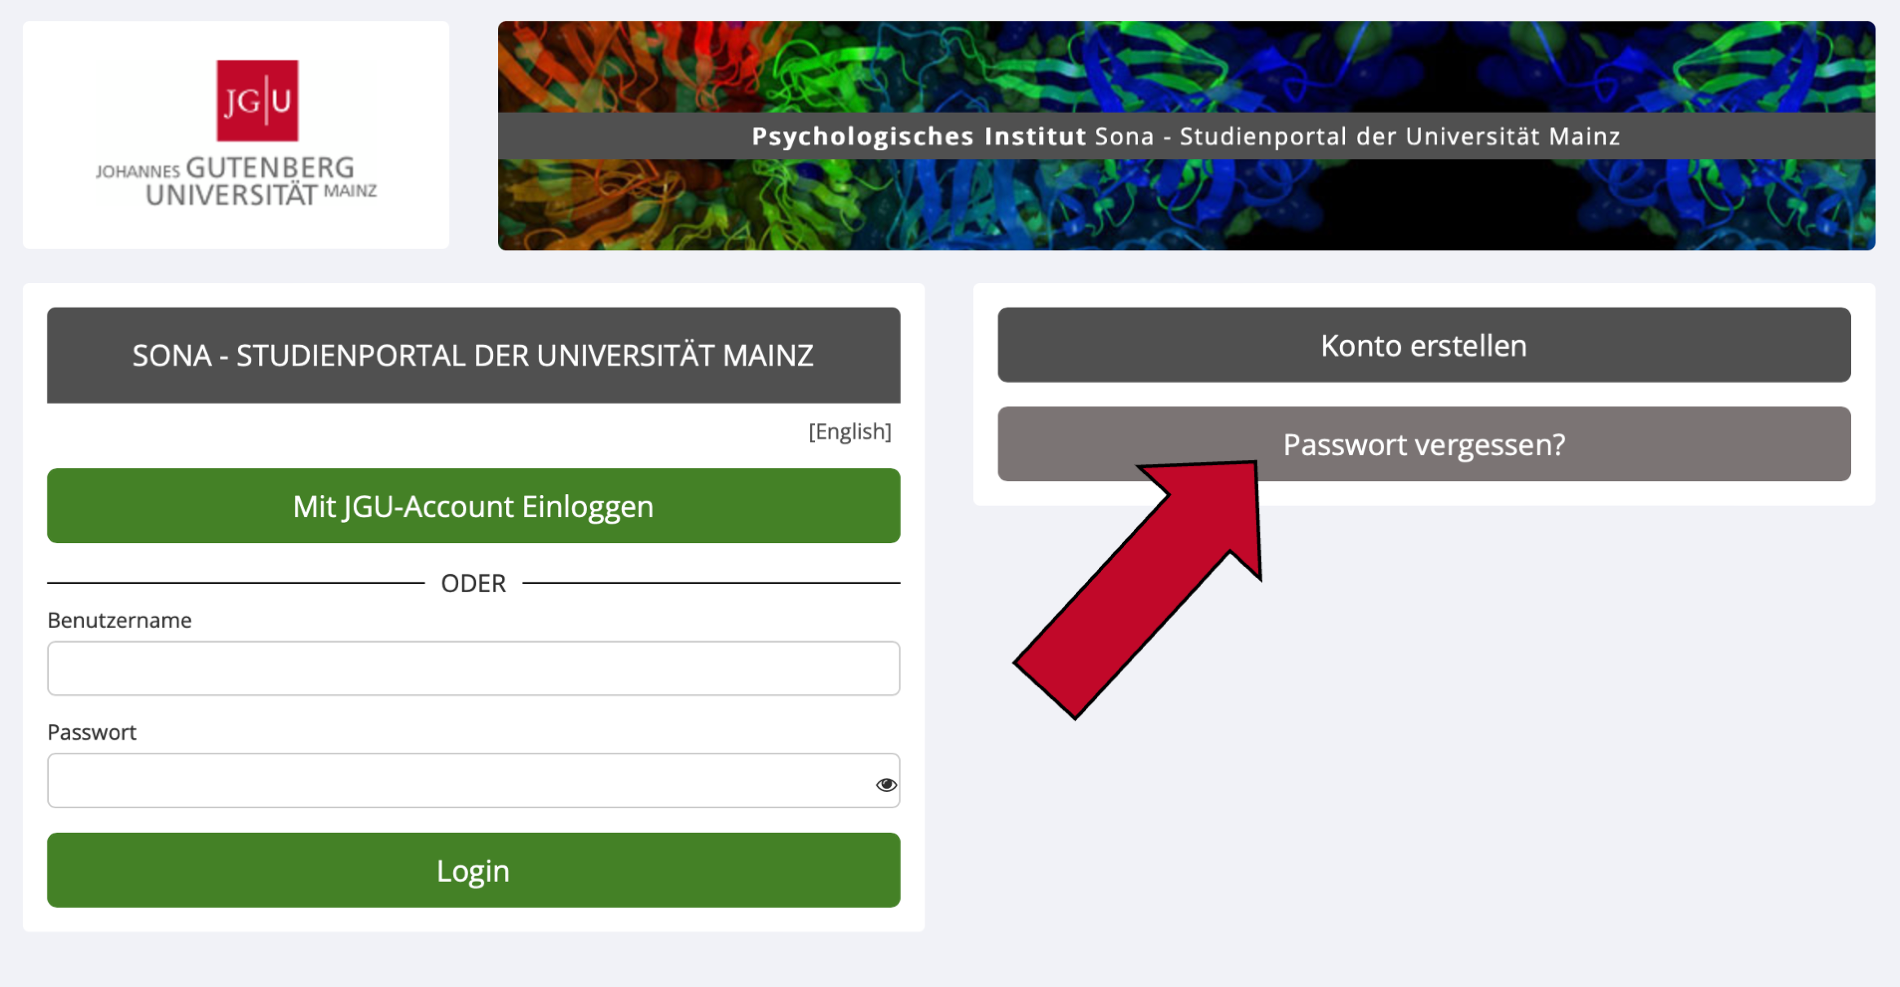 JG|U
JOHANNES GUTENBERG
UNIVERSITÄT MAINZ
Psychologisches Institut Sona - Studienportal der Universität Mainz
SONA - STUDIENPORTAL DER UNIVERSITÄT MAINZ
[English]
Mit JGU-Account Einloggen
ODER
Benutzername
Passwort
Login
Konto erstellen
Passwort vergessen?